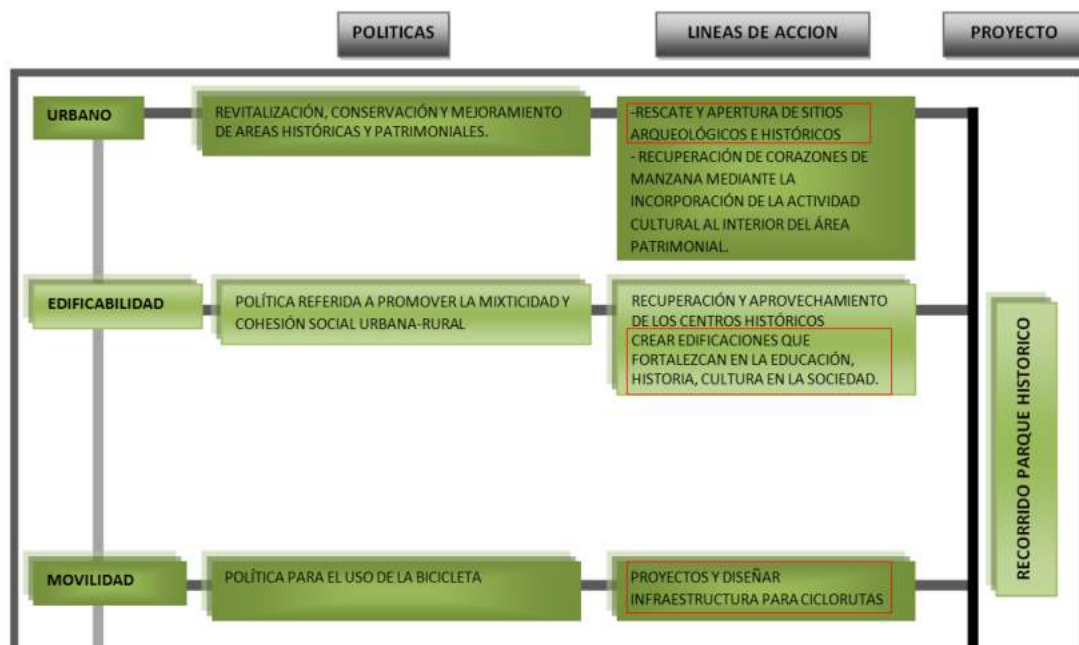 POLITICAS
LINEAS DE ACCION
PROYECTO
URBANO
REVITALIZACIÓN, CONSERVACIÓN Y MEJORAMIENTO
DE AREAS HISTÓRICAS Y PATRIMONIALES.
-RESCATE Y APERTURA DE SITIOS
ARQUEOLÓGICOS E HISTÓRICOS
- RECUPERACIÓN DE CORAZONES DE
MANZANA MEDIANTE LA
INCORPORACIÓN DE LA ACTIVIDAD
CULTURAL AL INTERIOR DEL ÁREA
PATRIMONIAL.
EDIFICABILIDAD
POLÍTICA REFERIDA A PROMOVER LA MIXTICIDAD Y
COHESIÓN SOCIAL URBANA-RURAL
RECUPERACIÓN Y APROVECHAMIENTO
DE LOS CENTROS HISTÓRICOS
CREAR EDIFICACIONES QUE
FORTALEZCAN EN LA EDUCACIÓN,
HISTORIA, CULTURA EN LA SOCIEDAD.
MOVILIDAD
POLÍTICA PARA EL USO DE LA BICICLETA
PROYECTOS Y DISEÑAR
INFRAESTRUCTURA PARA CICLORUTAS
RECORRIDO PARQUE HISTORICO